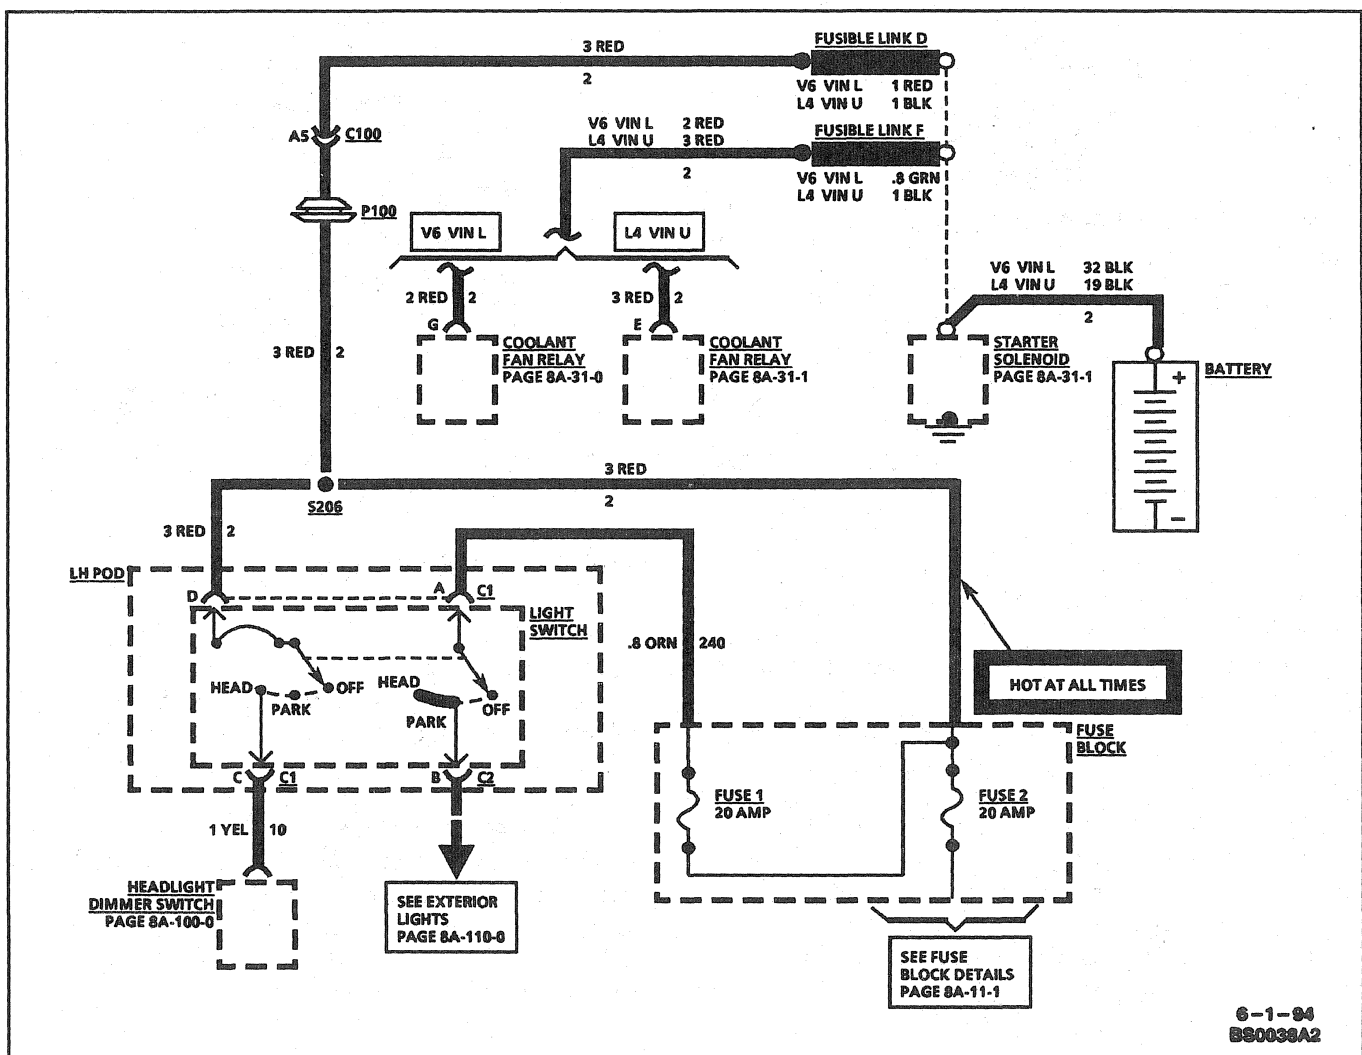 FUSIBLE LINK D
3 RED
2
V6 VIN L 1 RED
L4 VIN U 1 BLK
A5 C100
V6 VIN L 2 RED
L4 VIN U 3 RED
2
FUSIBLE LINK F
V6 VIN L .8 GRN
L4 VIN U 1 BLK
P100
V6 VIN L
L4 VIN U
2 RED 2
3 RED 2
G
E
COOLANT
FAN RELAY
PAGE 8A-31-0
COOLANT
FAN RELAY
PAGE 8A-31-1
V6 VIN L 32 BLK
L4 VIN U 19 BLK
2
STARTER
SOLENOID
PAGE 8A-31-1
BATTERY
+
−
3 RED 2
S206
3 RED
2
3 RED 2
LH POD
D
A C1
LIGHT
SWITCH
HEAD
PARK
OFF
HEAD
PARK
OFF
C C1
B C2
.8 ORN 240
HOT AT ALL TIMES
FUSE
BLOCK
FUSE 1
20 AMP
FUSE 2
20 AMP
1 YEL 10
HEADLIGHT
DIMMER SWITCH
PAGE 8A-100-0
SEE EXTERIOR
LIGHTS
PAGE 8A-110-0
SEE FUSE
BLOCK DETAILS
PAGE 8A-11-1
6-1-94
BS0038A2